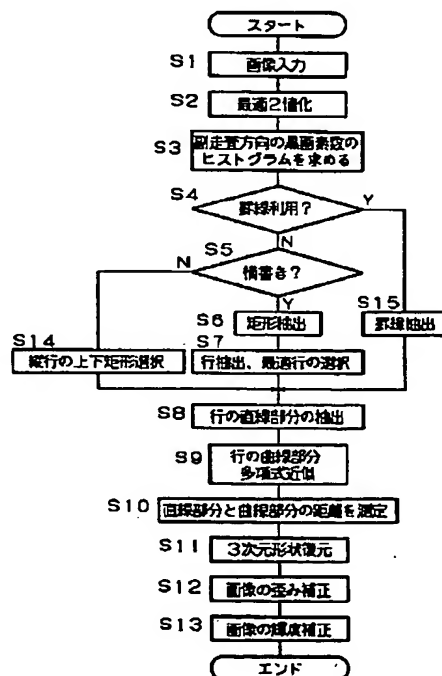 スタート
S1
画像入力
S2
最適2値化
S3
副走査方向の黒画素数の
ヒストグラムを求める
S4
罫線利用?
Y
N
S5
横書き?
N
Y
S6
矩形抽出
S15
罫線抽出
S14
縦行の上下矩形選択
S7
行抽出、最適行の選択
S8
行の直線部分の抽出
S9
行の曲線部分
多項式近似
S10
直線部分と曲線部分の距離を測定
S11
3次元形状復元
S12
画像の歪み補正
S13
画像の輝度補正
エンド